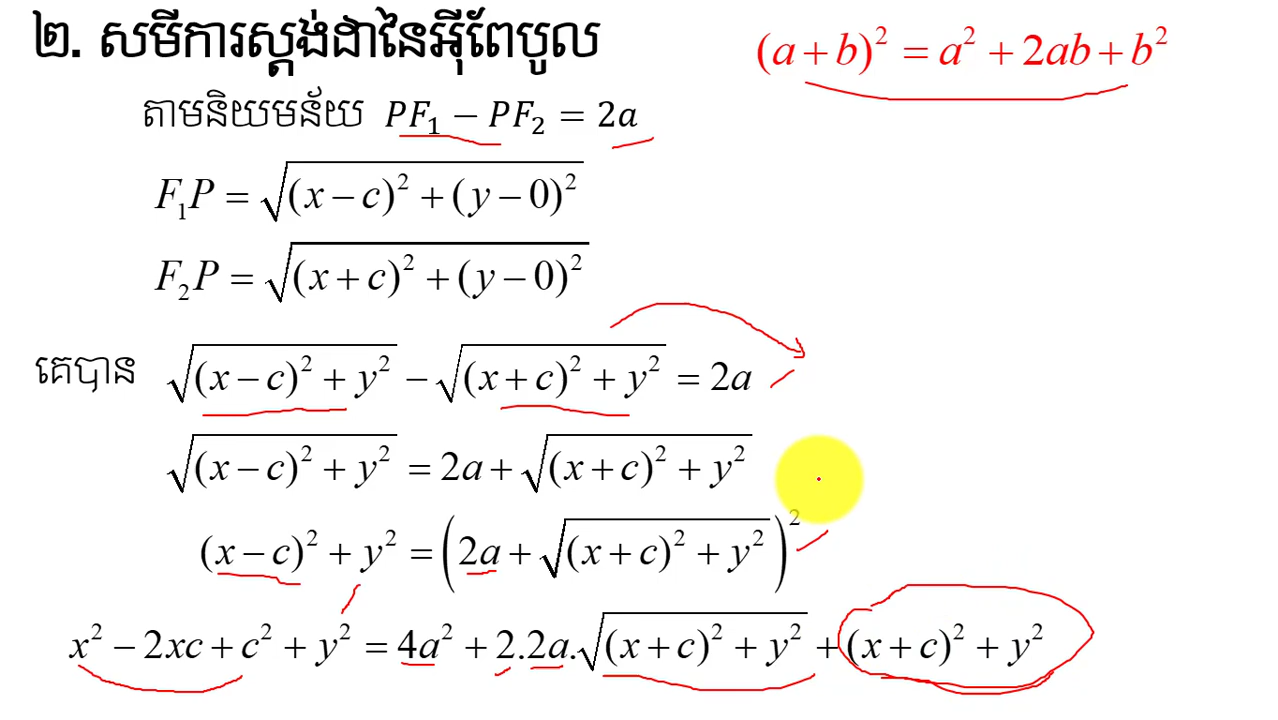 ២. សមីការស្តង់ដានៃអ៊ីពែបូល
(a + b)² = a² + 2ab + b²
តាមនិយមន័យ PF₁ − PF₂ = 2a
F₁P = √((x − c)² + (y − 0)²)
F₂P = √((x + c)² + (y − 0)²)
គេបាន √((x − c)² + y²) − √((x + c)² + y²) = 2a
√((x − c)² + y²) = 2a + √((x + c)² + y²)
(x − c)² + y² = (2a + √((x + c)² + y²))²
x² − 2xc + c² + y² = 4a² + 2.2a.√((x + c)² + y²) + (x + c)² + y²